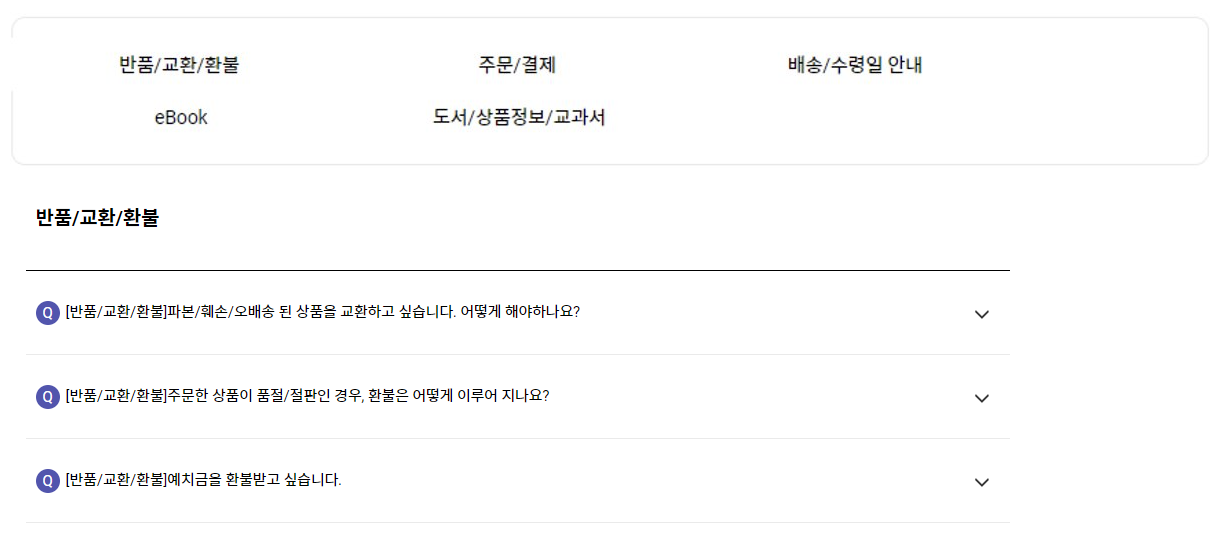 반품/교환/환불 주문/결제 배송/수령일 안내
eBook 도서/상품정보/교과서
반품/교환/환불
Q [반품/교환/환불]파본/훼손/오배송 된 상품을 교환하고 싶습니다. 어떻게 해야하나요?
Q [반품/교환/환불]주문한 상품이 품절/절판인 경우, 환불은 어떻게 이루어 지나요?
Q [반품/교환/환불]예치금을 환불받고 싶습니다.